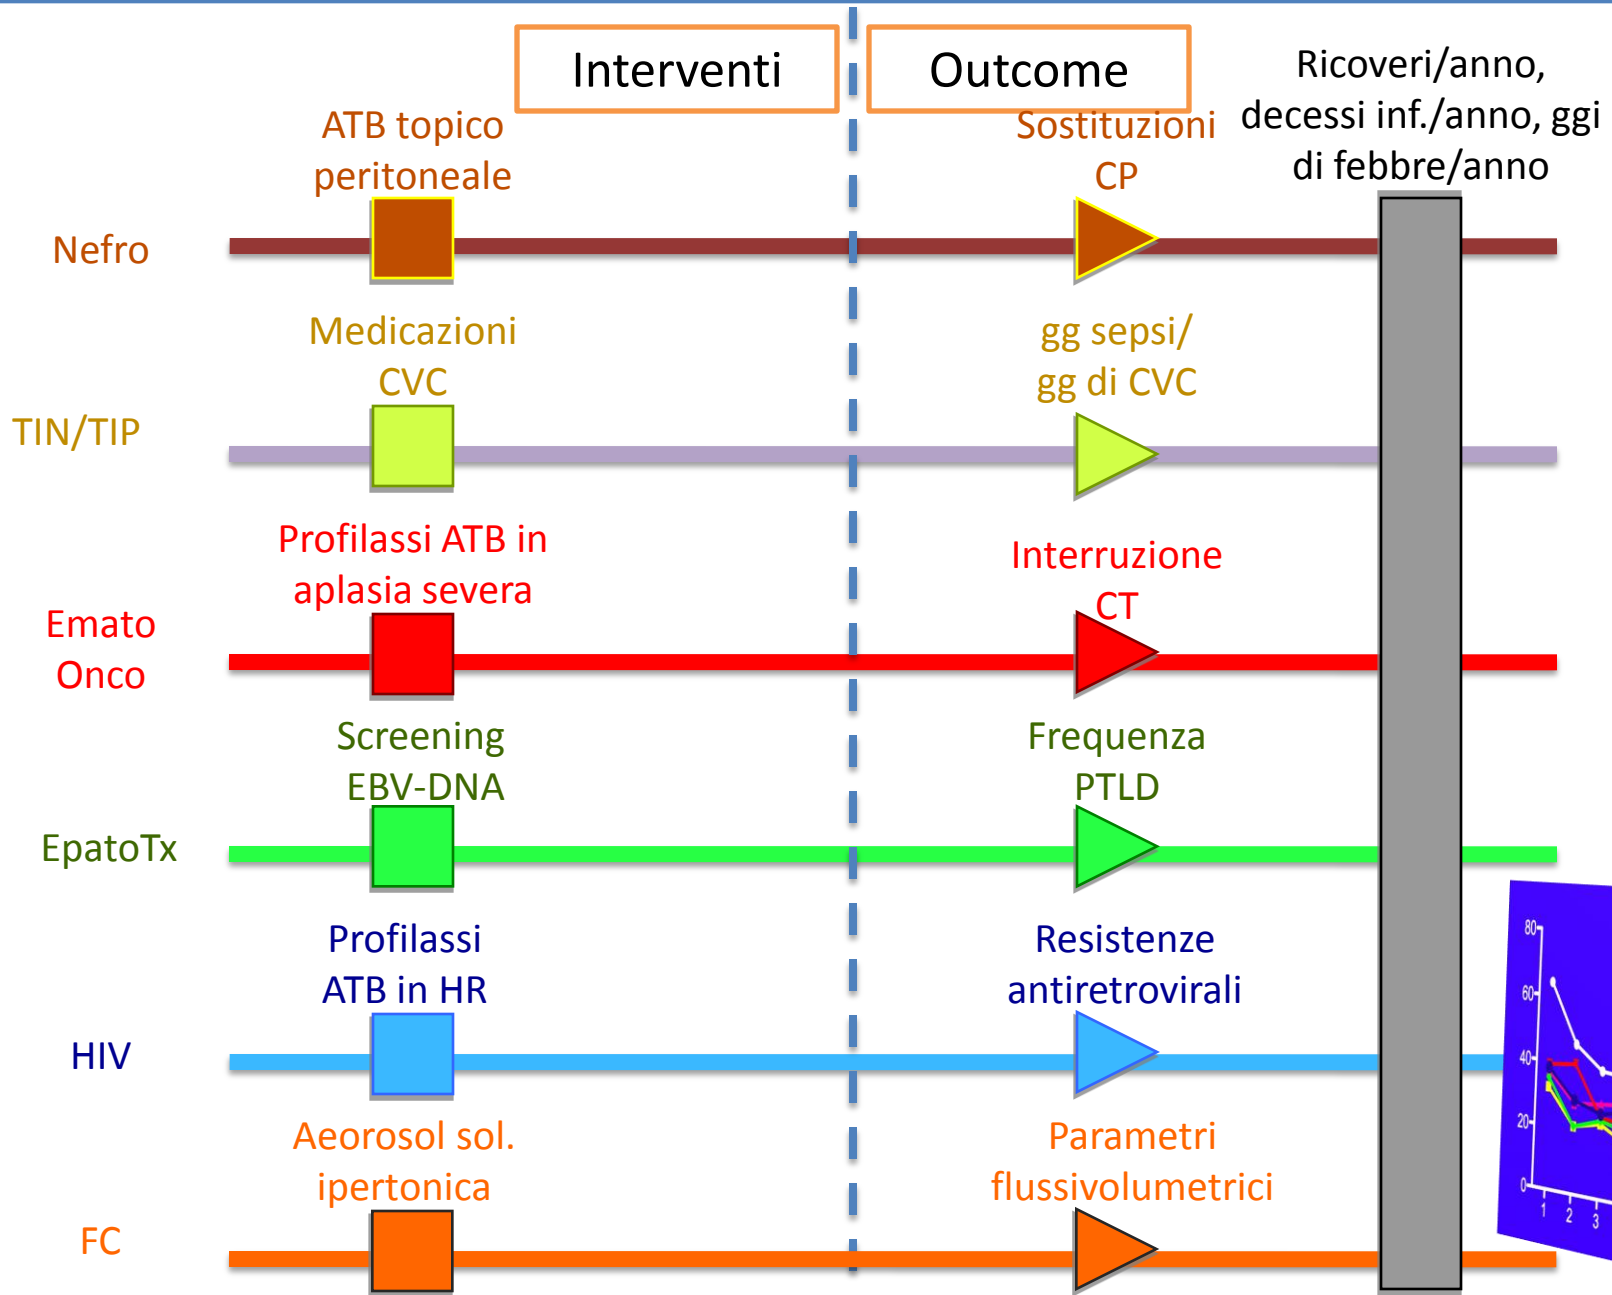 Interventi
Outcome
Ricoveri/anno,
decessi inf./anno, ggi
di febbre/anno
ATB topico
peritoneale
Sostituzioni
CP
Nefro
Medicazioni
CVC
gg sepsi/
gg di CVC
TIN/TIP
Profilassi ATB in
aplasia severa
Interruzione
CT
Emato
Onco
Screening
EBV-DNA
Frequenza
PTLD
EpatoTx
Profilassi
ATB in HR
Resistenze
antiretrovirali
HIV
Aeorosol sol.
ipertonica
Parametri
flussivolumetrici
FC
80
60
40
20
0
1 2 3